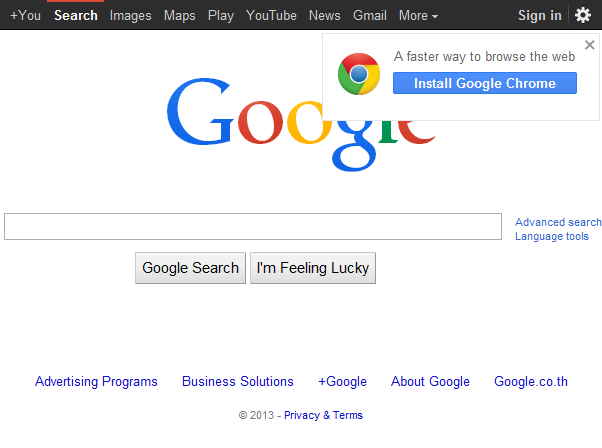 +You Search Images Maps Play YouTube News Gmail More Sign in
A faster way to browse the web
Install Google Chrome
Google
Advanced search
Language tools
Google Search I'm Feeling Lucky
Advertising Programs Business Solutions +Google About Google Google.co.th
© 2013 - Privacy & Terms